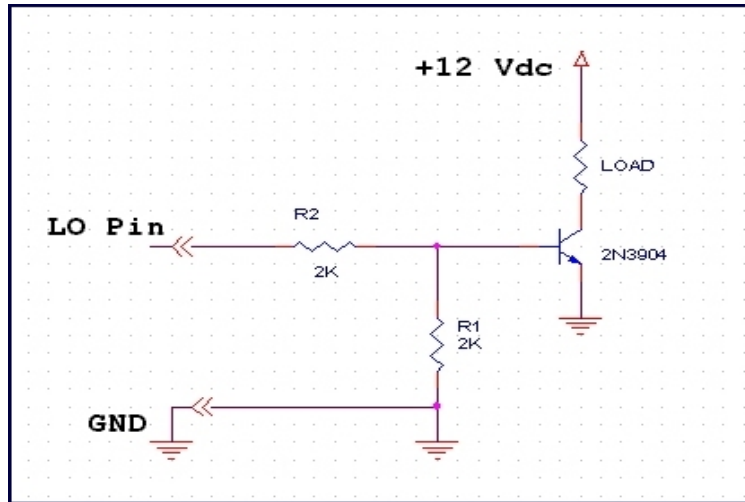 +12 Vdc
LOAD
R2
LO Pin
2N3904
2K
R1
2K
GND